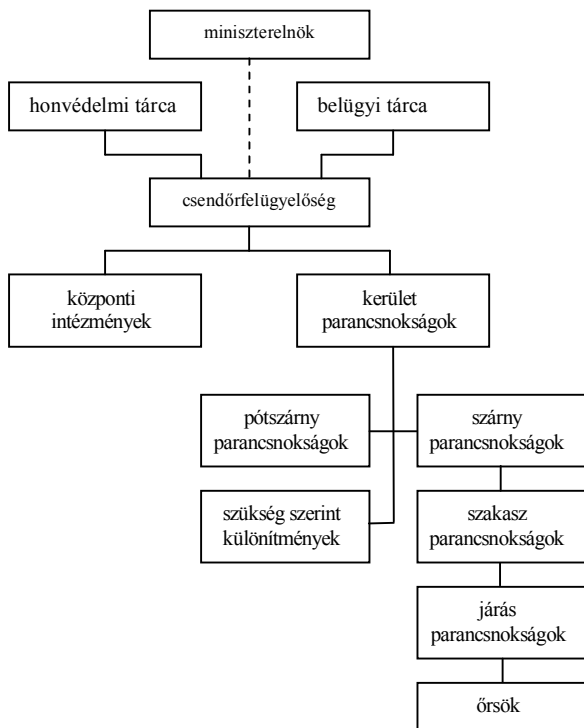 miniszterelnök
honvédelmi tárca
belügyi tárca
csendőrfelügyelőség
központi
intézmények
kerület
parancsnokságok
pótszárny
parancsnokságok
szárny
parancsnokságok
szükség szerint
különítmények
szakasz
parancsnokságok
járás
parancsnokságok
őrsök